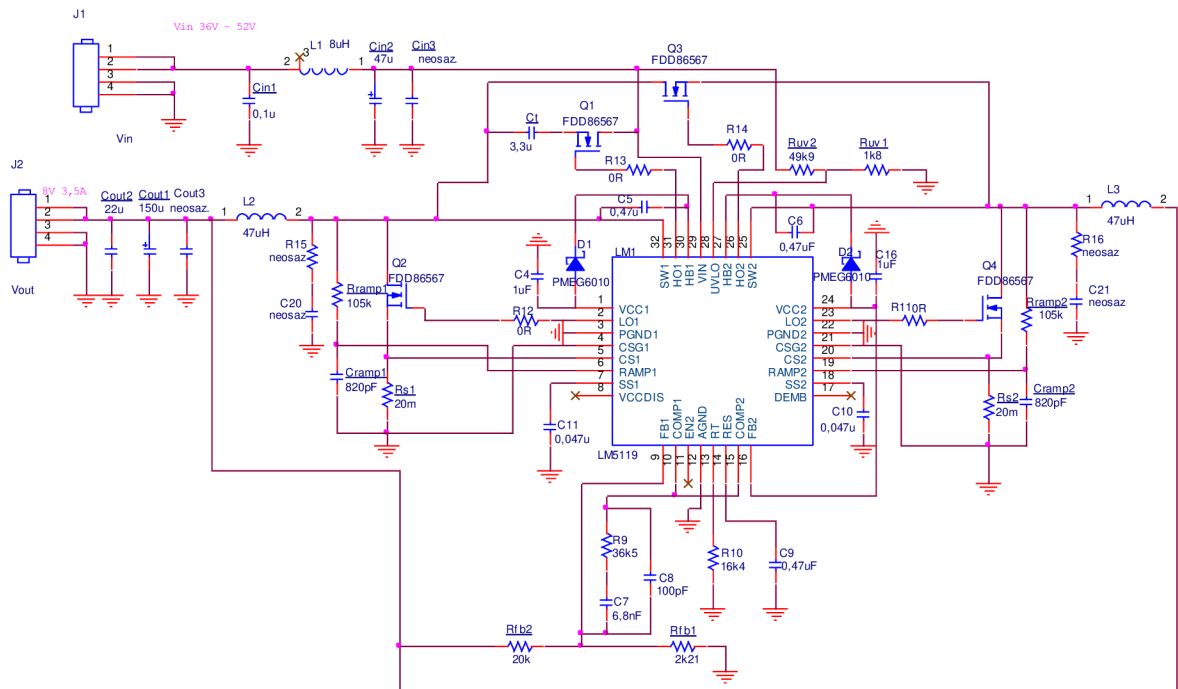 J1
Vin 36V - 52V
1
2
3
4
Vin
Cin1
0,1u
2
3
L1 8uH
1
Cin2
47u
Cin3
neosaz.
Q3
FDD86567
Q1
FDD86567
Ct
3,3u
R14
0R
R13
0R
Ruv2
49k9
Ruv1
1k8
J2
8V 3,5A
1
2
3
4
Vout
Cout2
22u
Cout1
150u
Cout3
neosaz.
1
L2
2
47uH
C5
0,47u
C6
0,47uF
1
L3
2
47uH
R15
neosaz
C20
neosaz
Q2
FDD86567
Rramp1
105k
R12
0R
C4
1uF
D1
PMEG6010
D2
PMEG6010
C16
1uF
Q4
FDD86567
R16
neosaz
C21
neosaz
Rramp2
105k
R11
0R
Cramp1
820pF
Rs1
20m
C11
0,047u
C10
0,047u
Rs2
20m
Cramp2
820pF
LM1
32 31 30 29 28 27 26 25
SW1 HO1 HB1 VIN UVLO HB2 HO2 SW2
1 VCC1
2 LO1
3 PGND1
4 CSG1
5 CS1
6 RAMP1
7 SS1
8 VCCDIS
VCC2 24
LO2 23
PGND2 22
CSG2 21
CS2 20
RAMP2 19
SS2 18
DEMB 17
FB1 COMP1 EN2 AGND RT RES COMP2 FB2
9 10 11 12 13 14 15 16
LM5119
R9
36k5
C7
6,8nF
C8
100pF
R10
16k4
C9
0,47uF
Rfb2
20k
Rfb1
2k21